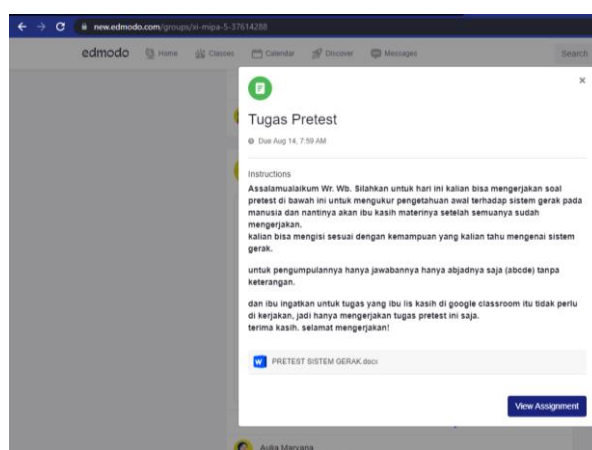 new.edmodo.com/groups/xi-mipa-5-37614288
edmodo Home Classes Calendar Discover Messages Search
Tugas Pretest
Due Aug 14, 7:59 AM
Instructions
Assalamualaikum Wr. Wb. Silahkan untuk hari ini kalian bisa mengerjakan soal
pretest di bawah ini untuk mengukur pengetahuan awal terhadap sistem gerak pada
manusia dan nantinya akan ibu kasih materinya setelah semuanya sudah
mengerjakan.
kalian bisa mengisi sesuai dengan kemampuan yang kalian tahu mengenai sistem
gerak.
untuk pengumpulannya hanya jawabannya hanya abjadnya saja (abcde) tanpa
keterangan.
dan ibu ingatkan untuk tugas yang ibu lis kasih di google classroom itu tidak perlu
di kerjakan, jadi hanya mengerjakan tugas pretest ini saja.
terima kasih. selamat mengerjakan!
PRETEST SISTEM GERAK.docx
View Assignment
Aulia Maryana